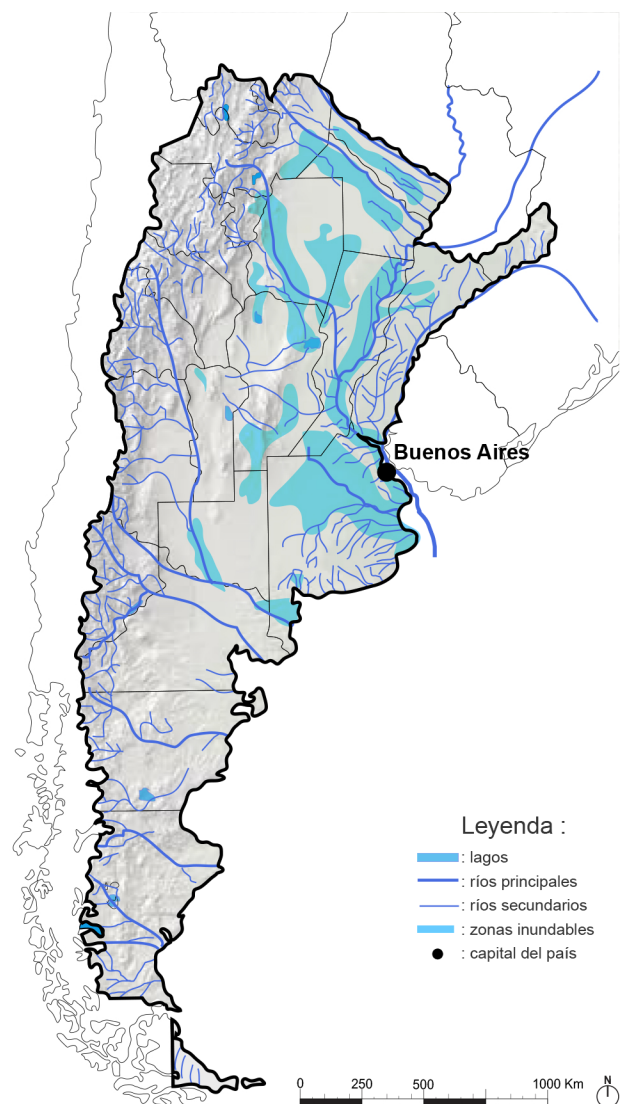 Buenos Aires
Leyenda :
: lagos
: ríos principales
: ríos secundarios
: zonas inundables
: capital del país
0 250 500 1000 Km
N